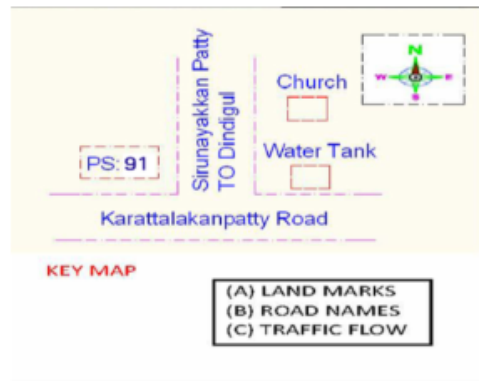 N
W E
S
Church
Sirunayakkan Patty
TO Dindigul
Water Tank
PS: 91
Karattalakanpatty Road
KEY MAP
(A) LAND MARKS
(B) ROAD NAMES
(C) TRAFFIC FLOW